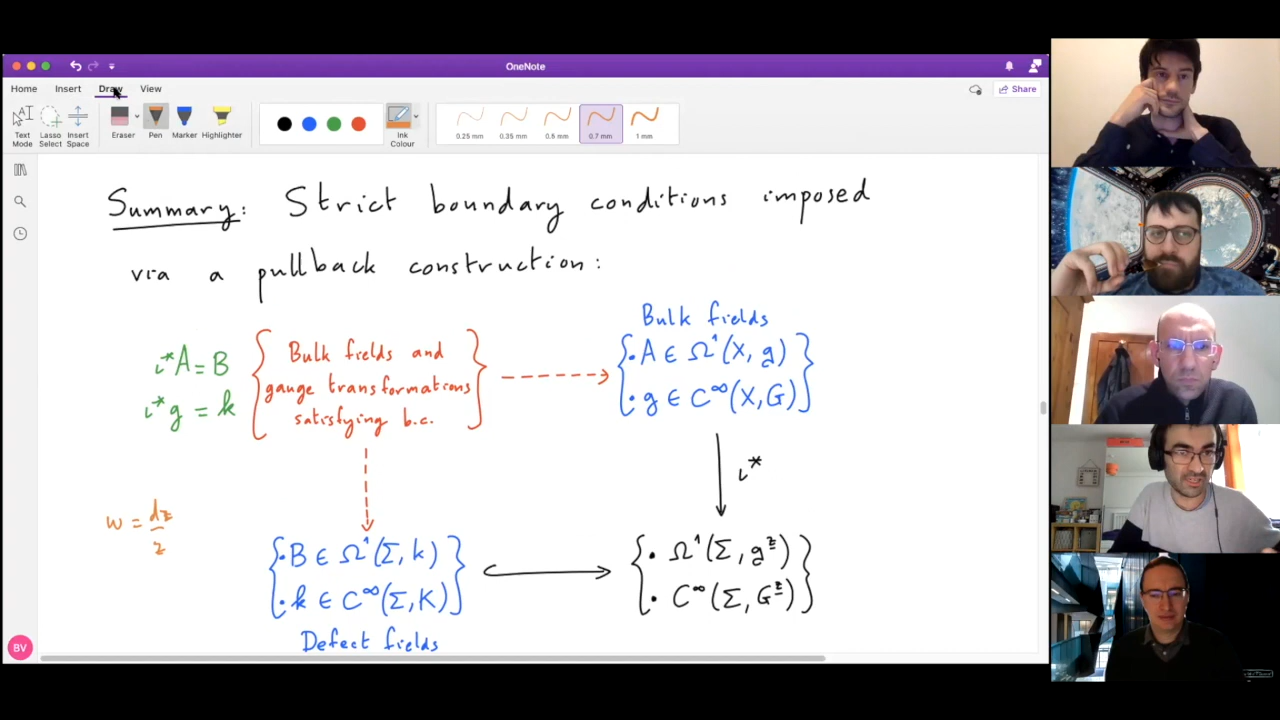 OneNote
Home Insert Draw View
Share
Text Mode
Lasso Select
Insert Space
Eraser
Pen
Marker
Highlighter
Ink Colour
0.25 mm
0.35 mm
0.5 mm
0.7 mm
1 mm
Summary: Strict boundary conditions imposed
via a pullback construction:
Bulk fields
ι*A = B
ι*g = k
{ Bulk fields and
gauge transformations
satisfying b.c. }
{ • A ∈ Ω¹(X, g)
• g ∈ C^∞(X, G) }
ι*
ω = dz/z
{ • B ∈ Ω¹(Σ, k)
• k ∈ C^∞(Σ, K) }
{ • Ω¹(Σ, g^z)
• C^∞(Σ, G^z) }
Defect fields
BV